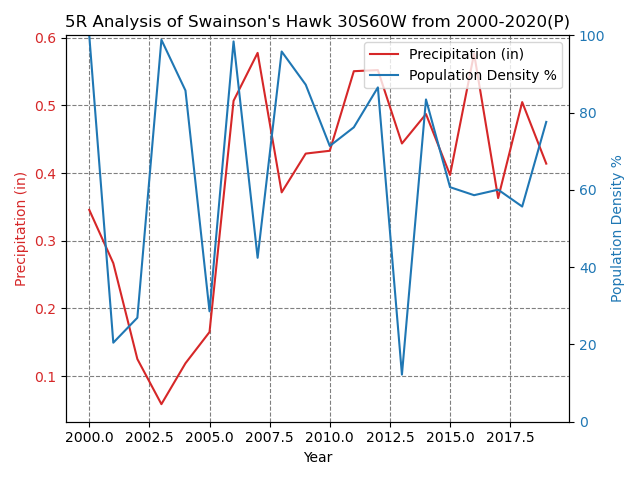 5R Analysis of Swainson's Hawk 30S60W from 2000-2020(P)
Precipitation (in)
Population Density %
0.6
0.5
0.4
0.3
0.2
0.1
Precipitation (in)
100
80
60
40
20
0
Population Density %
2000.0 2002.5 2005.0 2007.5 2010.0 2012.5 2015.0 2017.5
Year